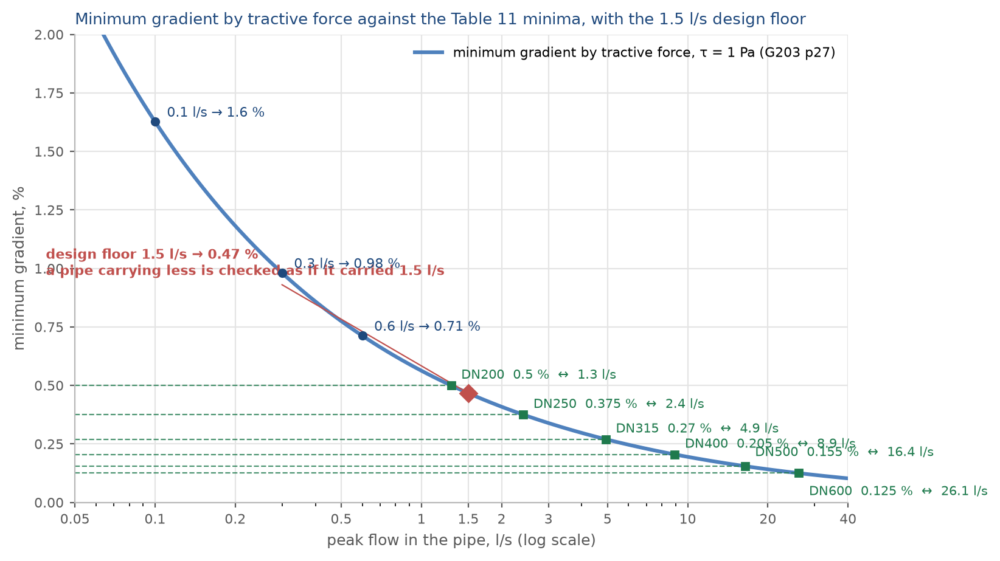 Minimum gradient by tractive force against the Table 11 minima, with the 1.5 l/s design floor
minimum gradient by tractive force, τ = 1 Pa (G203 p27)
2.00
1.75
1.50
1.25
1.00
0.75
0.50
0.25
0.00
minimum gradient, %
0.1 l/s → 1.6 %
design floor 1.5 l/s → 0.47 %
a pipe carrying less is checked as if it carried 1.5 l/s
0.3 l/s → 0.98 %
0.6 l/s → 0.71 %
DN200 0.5 % ↔ 1.3 l/s
DN250 0.375 % ↔ 2.4 l/s
DN315 0.27 % ↔ 4.9 l/s
DN400 0.205 % ↔ 8.9 l/s
DN500 0.155 % ↔ 16.4 l/s
DN600 0.125 % ↔ 26.1 l/s
0.05 0.1 0.2 0.5 1 1.5 2 3 5 10 20 40
peak flow in the pipe, l/s (log scale)